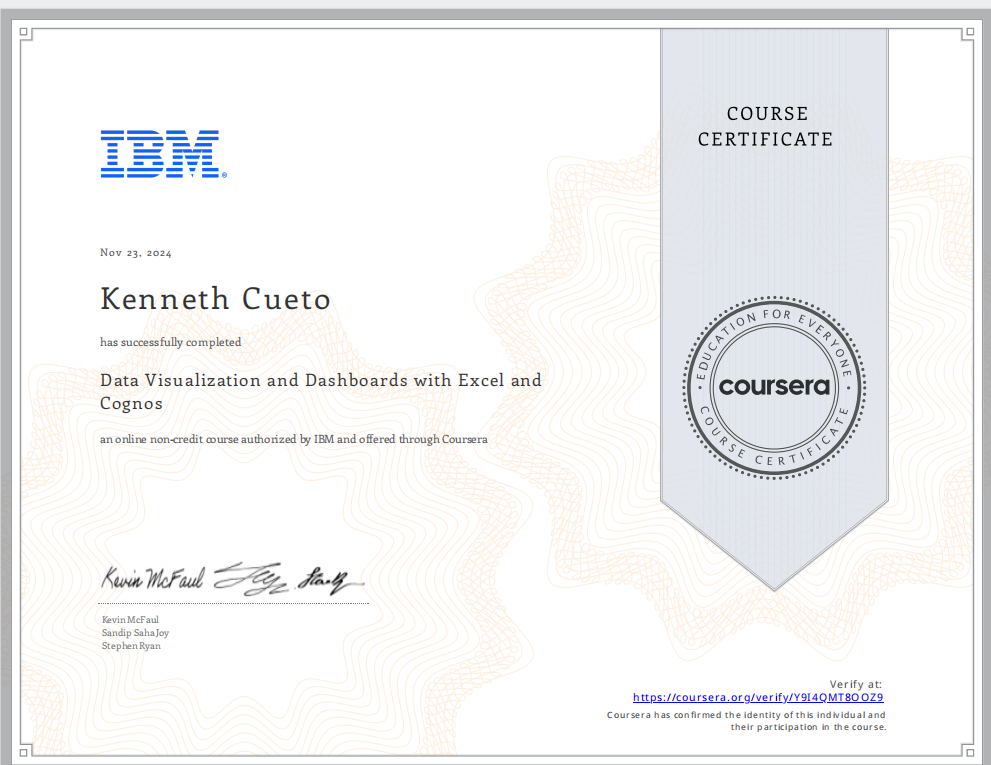 COURSE
CERTIFICATE
IBM®
Nov 23, 2024
Kenneth Cueto
has successfully completed
Data Visualization and Dashboards with Excel and
Cognos
an online non-credit course authorized by IBM and offered through Coursera
EDUCATION FOR EVERYONE
coursera
COURSE CERTIFICATE
Kevin McFaul
Kevin McFaul
Sandip Saha Joy
Stephen Ryan
Verify at:
https://coursera.org/verify/Y9I4QMT8OOZ9
Coursera has confirmed the identity of this individual and
their participation in the course.